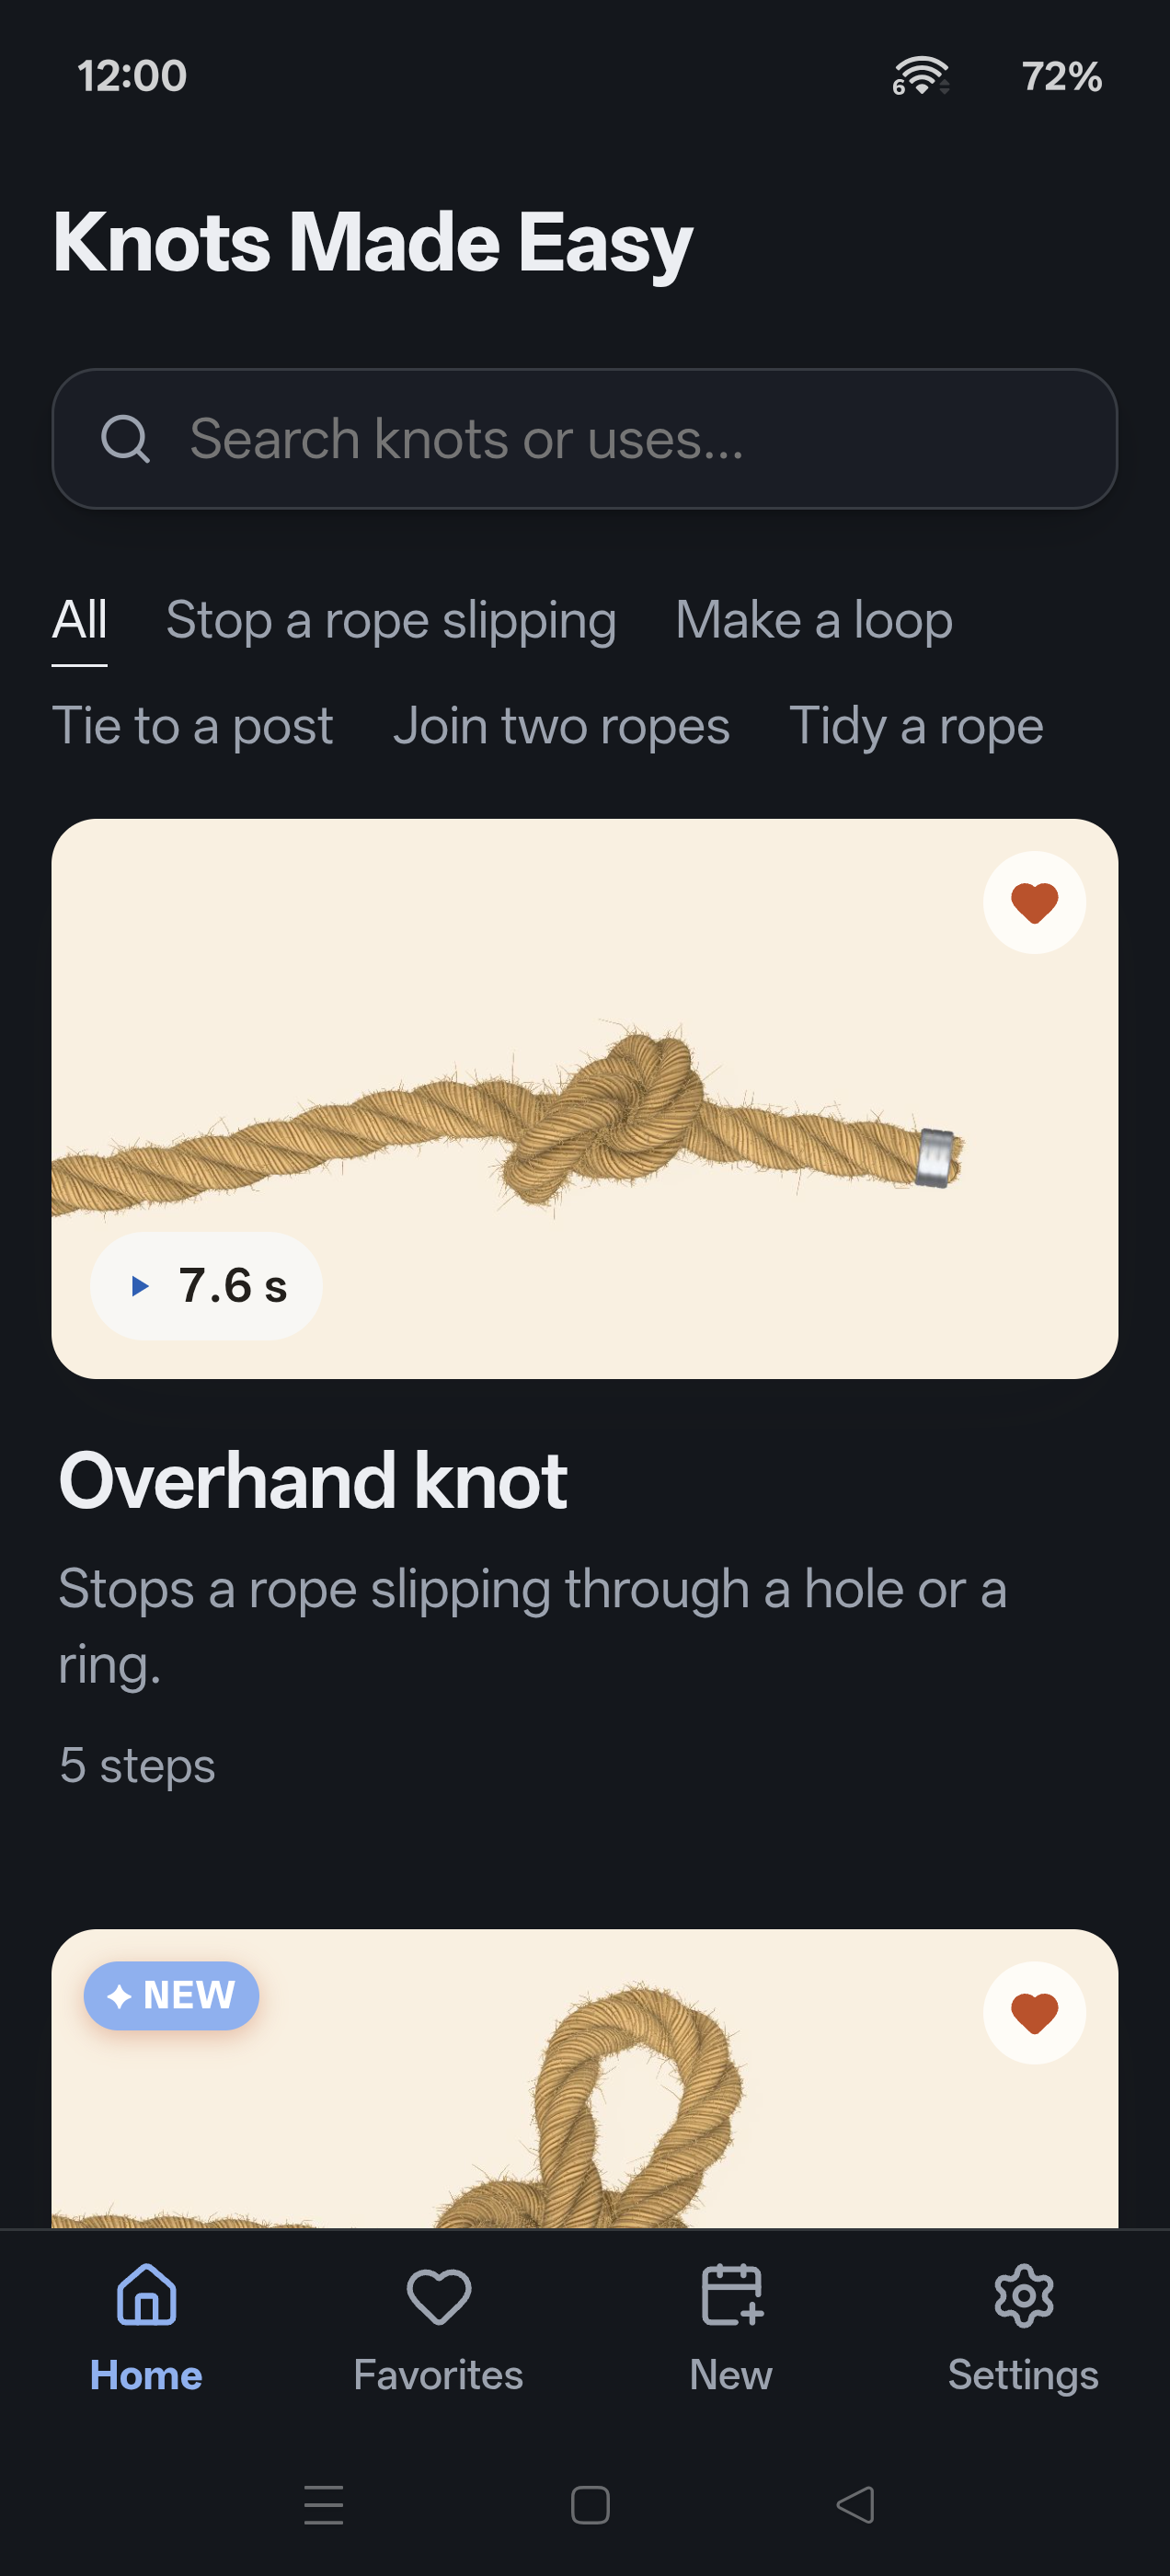 12:00
6
72%
Knots Made Easy
Search knots or uses...
All Stop a rope slipping Make a loop
Tie to a post Join two ropes Tidy a rope
7.6 s
Overhand knot
Stops a rope slipping through a hole or a
ring.
5 steps
NEW
Home Favorites New Settings